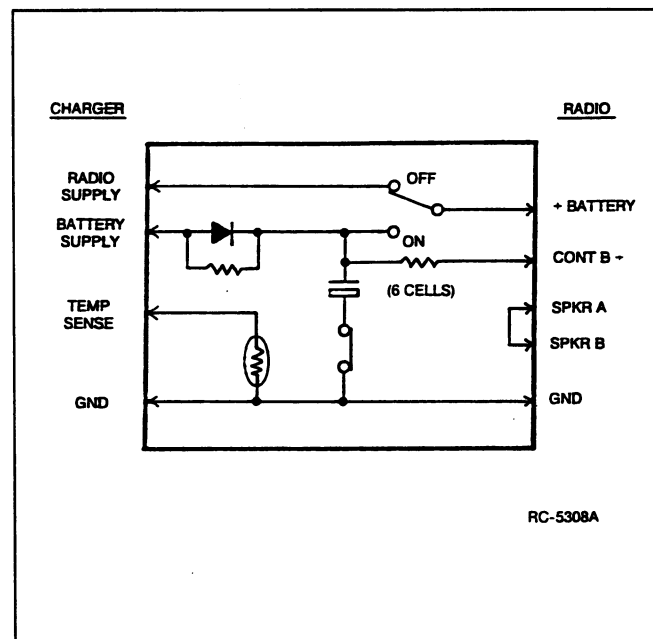 CHARGER
RADIO
RADIO
SUPPLY
OFF
+ BATTERY
BATTERY
SUPPLY
ON
CONT B +
(6 CELLS)
TEMP
SENSE
SPKR A
SPKR B
GND
GND
RC-5308A